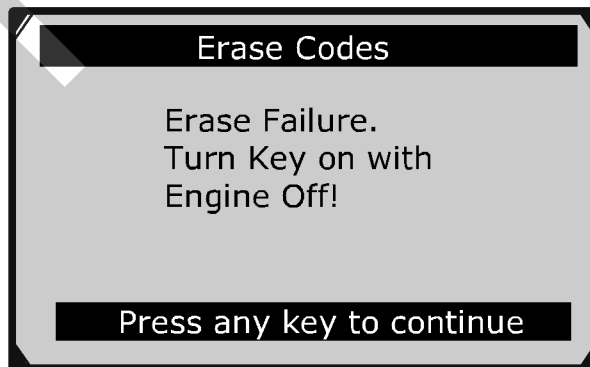 Erase Codes
Erase Failure.
Turn Key on with
Engine Off!
Press any key to continue